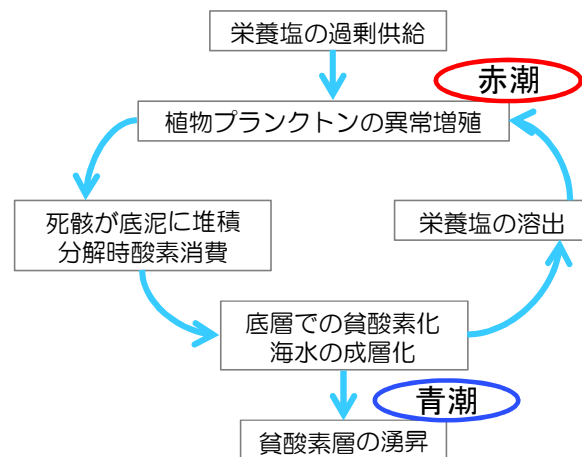 栄養塩の過剰供給
赤潮
植物プランクトンの異常増殖
死骸が底泥に堆積
分解時酸素消費
栄養塩の溶出
底層での貧酸素化
海水の成層化
青潮
貧酸素層の湧昇